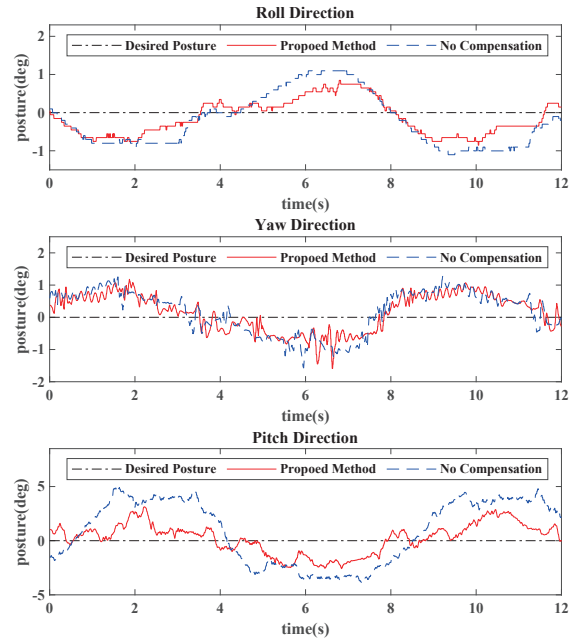 Roll Direction
Desired Posture Propoed Method No Compensation
2
1
0
-1
posture(deg)
0 2 4 6 8 10 12
time(s)
Yaw Direction
Desired Posture Propoed Method No Compensation
2
1
0
-1
-2
posture(deg)
0 2 4 6 8 10 12
time(s)
Pitch Direction
Desired Posture Propoed Method No Compensation
5
0
-5
posture(deg)
0 2 4 6 8 10 12
time(s)